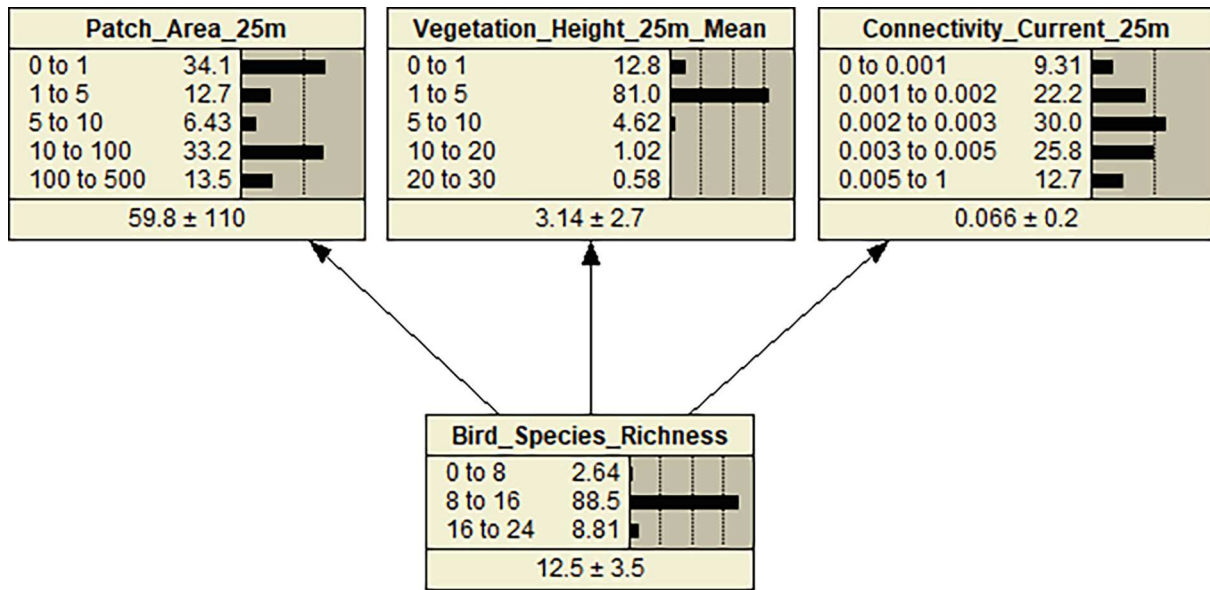 Patch_Area_25m
0 to 1 34.1
1 to 5 12.7
5 to 10 6.43
10 to 100 33.2
100 to 500 13.5
59.8 ± 110
Vegetation_Height_25m_Mean
0 to 1 12.8
1 to 5 81.0
5 to 10 4.62
10 to 20 1.02
20 to 30 0.58
3.14 ± 2.7
Connectivity_Current_25m
0 to 0.001 9.31
0.001 to 0.002 22.2
0.002 to 0.003 30.0
0.003 to 0.005 25.8
0.005 to 1 12.7
0.066 ± 0.2
Bird_Species_Richness
0 to 8 2.64
8 to 16 88.5
16 to 24 8.81
12.5 ± 3.5